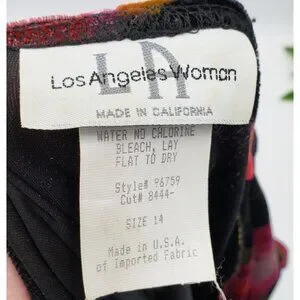 LA
Los Angeles Woman
MADE IN CALIFORNIA
WATER NO CHLORINE
BLEACH, LAY
FLAT TO DRY
Style# 96759
Cut# 8444-
SIZE 14
Made in U.S.A.
of Imported Fabric